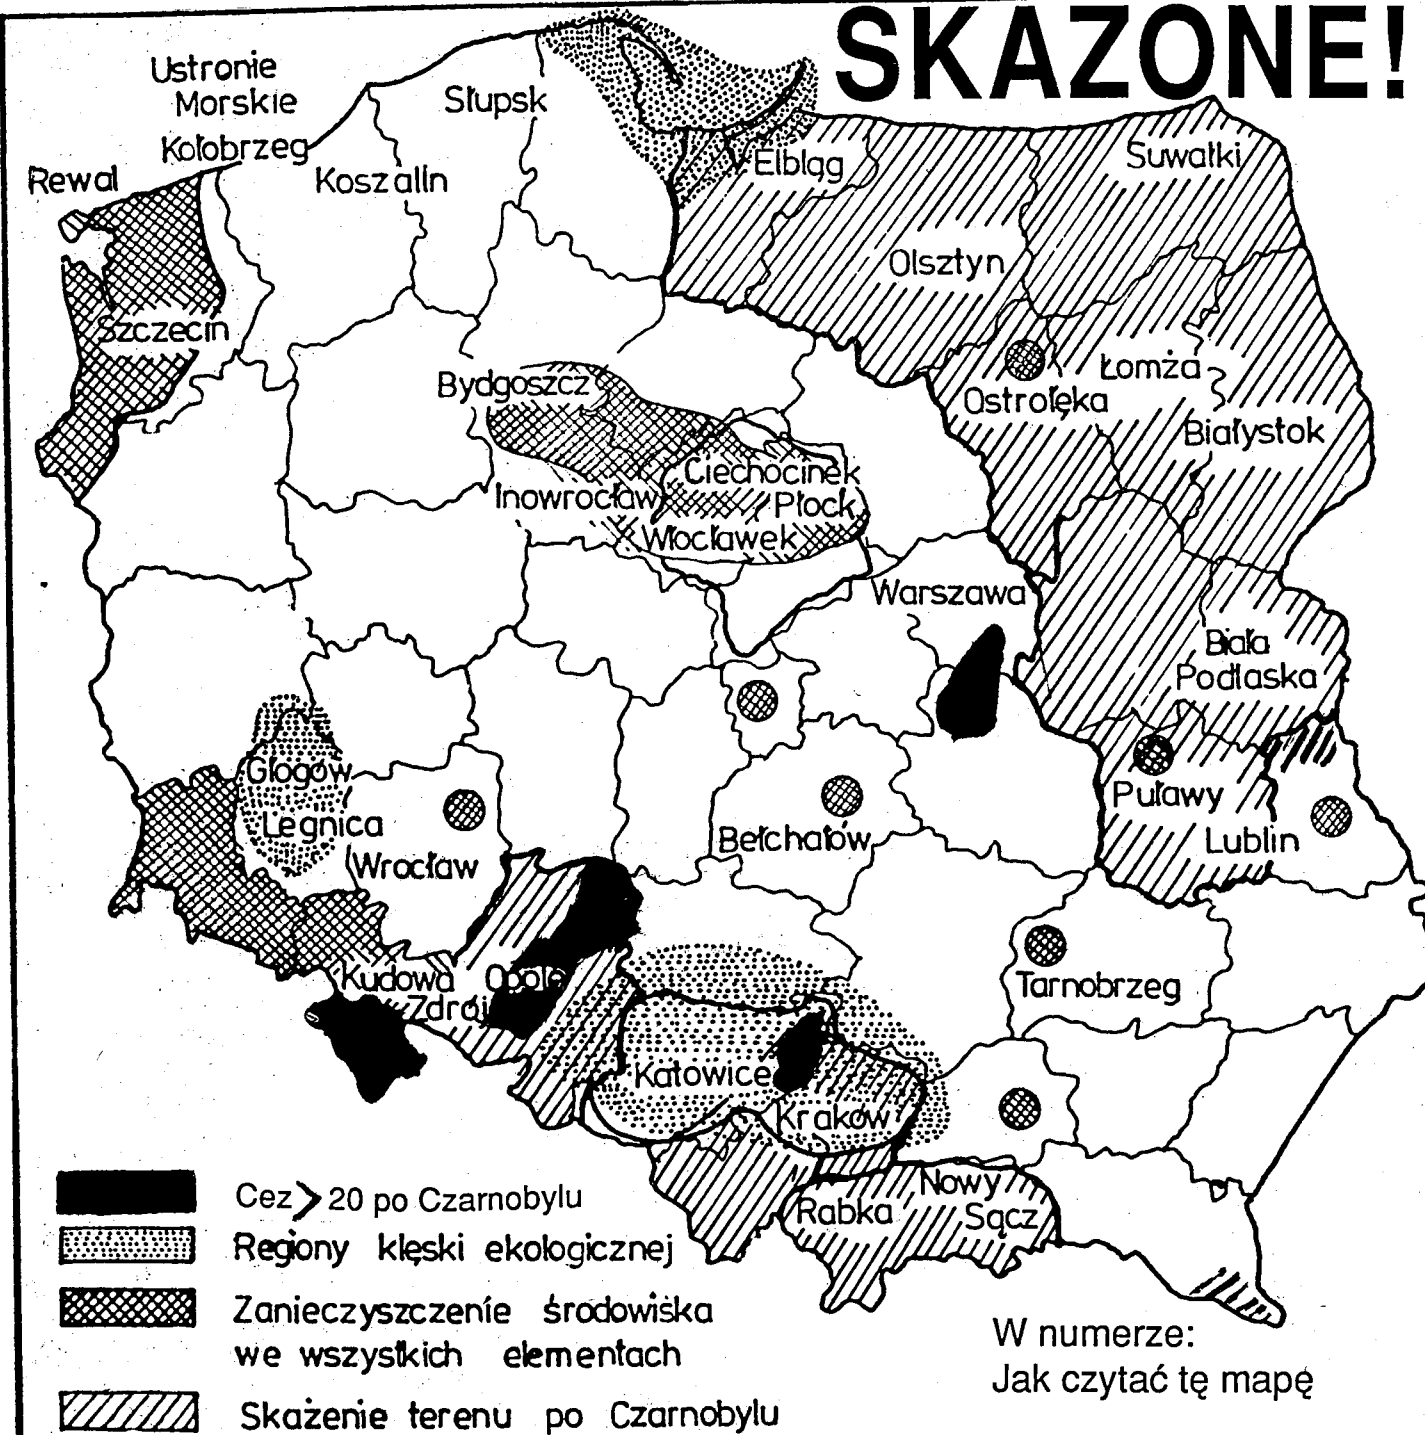 SKAŻONE!
Ustronie
Morskie
Kołobrzeg
Słupsk
Rewal
Koszalin
Elbląg
Suwałki
Olsztyn
Szczecin
Bydgoszcz
Łomża
Ostrołęka
Białystok
Ciechocinek
Inowrocław
Płock
Włocławek
Warszawa
Biała
Podlaska
Głogów
Legnica
Wrocław
Bełchatów
Puławy
Lublin
Kudowa
Zdrój
Opole
Tarnobrzeg
Katowice
Kraków
Rabka
Nowy
Sącz
Cez > 20 po Czarnobylu
Regiony klęski ekologicznej
Zanieczyszczenie środowiska
we wszystkich elementach
Skażenie terenu po Czarnobylu
W numerze:
Jak czytać tę mapę